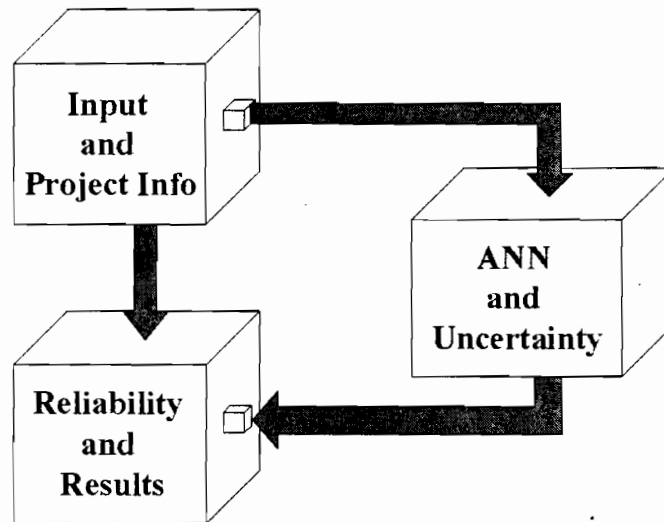 Input
and
Project Info
ANN
and
Uncertainty
Reliability
and
Results